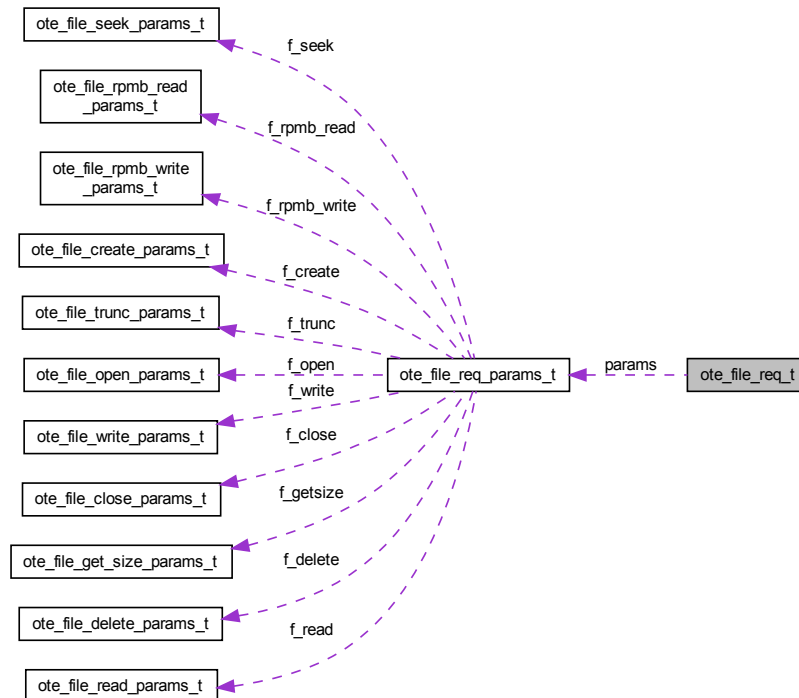 ote_file_seek_params_t
f_seek
ote_file_rpmb_read
_params_t
f_rpmb_read
ote_file_rpmb_write
_params_t
f_rpmb_write
ote_file_create_params_t
f_create
ote_file_trunc_params_t
f_trunc
ote_file_open_params_t
f_open
ote_file_req_params_t
params
ote_file_req_t
f_write
ote_file_write_params_t
f_close
ote_file_close_params_t
f_getsize
ote_file_get_size_params_t
f_delete
ote_file_delete_params_t
f_read
ote_file_read_params_t